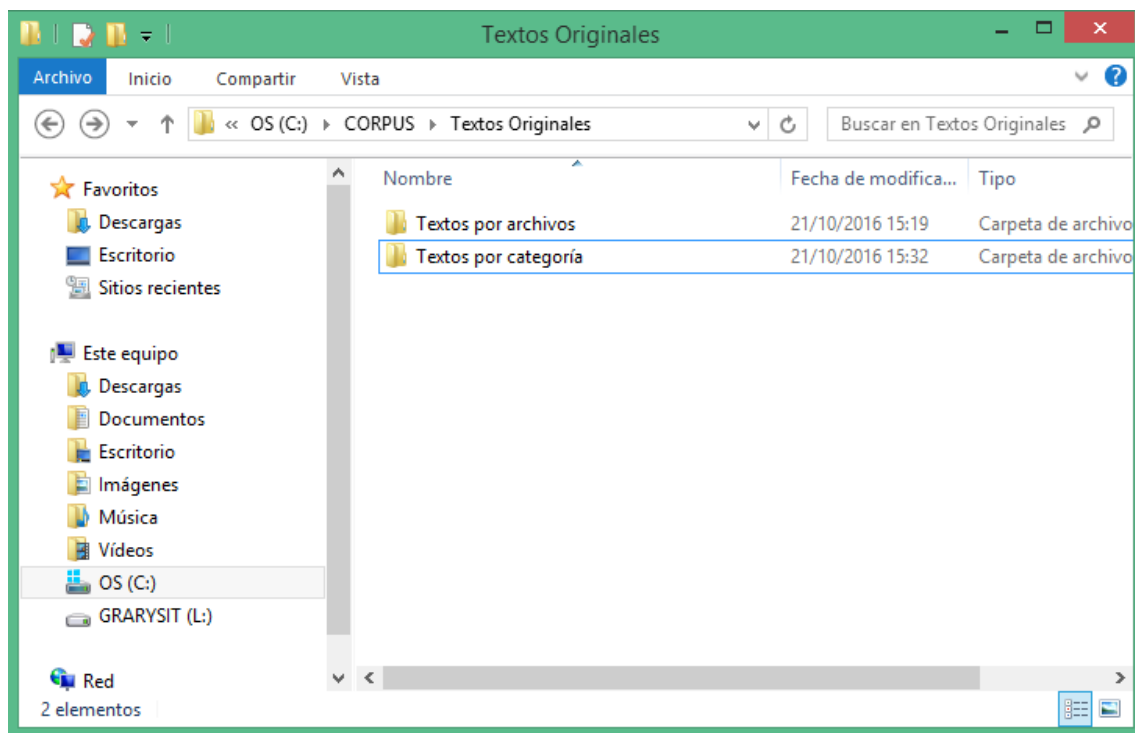 Textos Originales
Archivo Inicio Compartir Vista
« OS (C:) CORPUS Textos Originales Buscar en Textos Originales
Nombre Fecha de modifica... Tipo
Favoritos
Descargas
Escritorio
Sitios recientes
Textos por archivos 21/10/2016 15:19 Carpeta de archivo
Textos por categoría 21/10/2016 15:32 Carpeta de archivo
Este equipo
Descargas
Documentos
Escritorio
Imágenes
Música
Vídeos
OS (C:)
GRARYSIT (L:)
Red
2 elementos